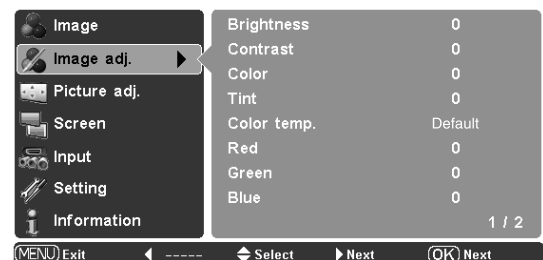 Image
Image adj.
Picture adj.
Screen
Input
Setting
Information
Brightness 0
Contrast 0
Color 0
Tint 0
Color temp. Default
Red 0
Green 0
Blue 0
1 / 2
MENU Exit ----- Select Next OK Next